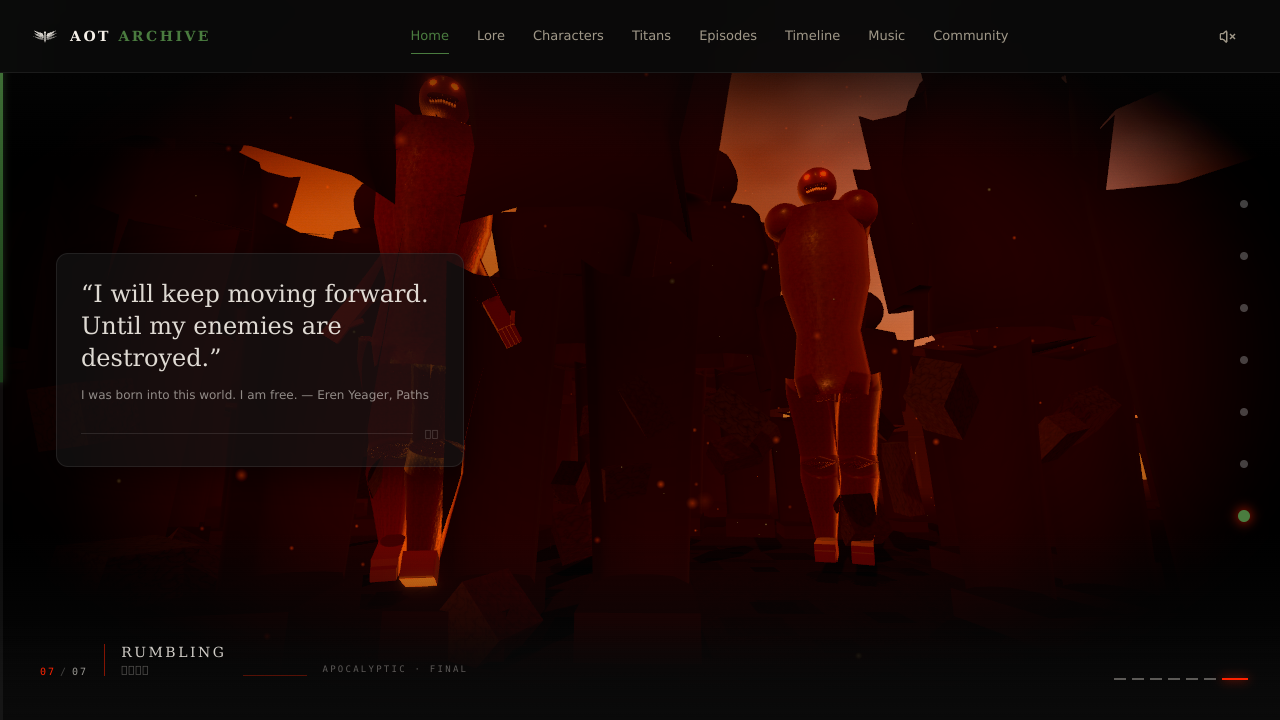 AOT ARCHIVE
Home
Lore
Characters
Titans
Episodes
Timeline
Music
Community
“I will keep moving forward.
Until my enemies are
destroyed.”
I was born into this world. I am free. — Eren Yeager, Paths
07 / 07
RUMBLING
APOCALYPTIC · FINAL